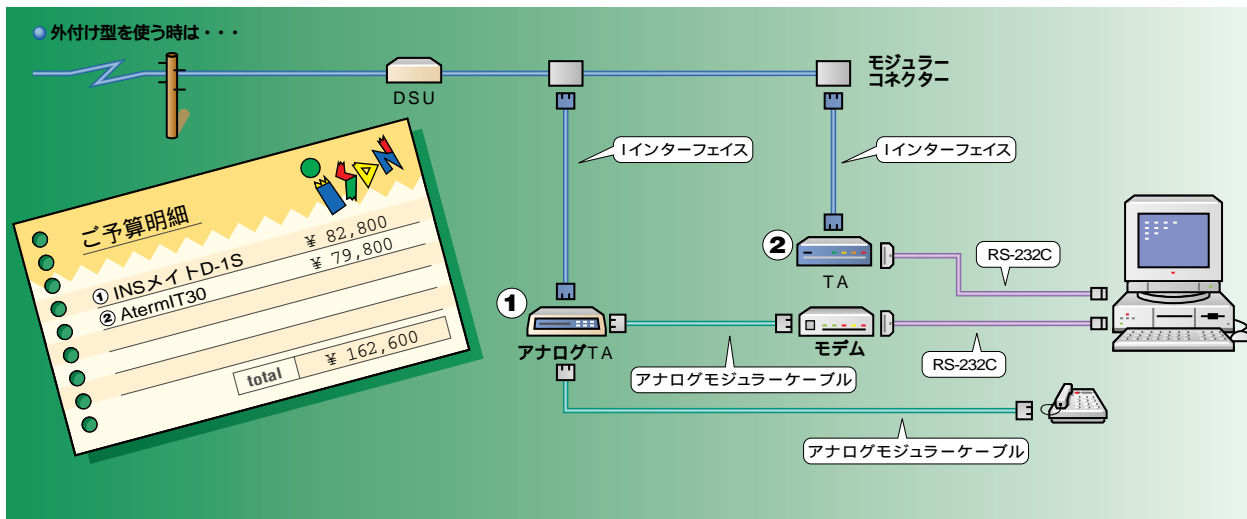 外付け型を使う時は・・・
DSU
モジュラー
コネクター
Iインターフェイス
Iインターフェイス
ISDN
ご予算明細
① INSメイトD-1S ¥ 82,800
② AtermIT30 ¥ 79,800
total ¥ 162,600
②
TA
RS-232C
①
アナログTA
モデム
RS-232C
アナログモジュラーケーブル
アナログモジュラーケーブル